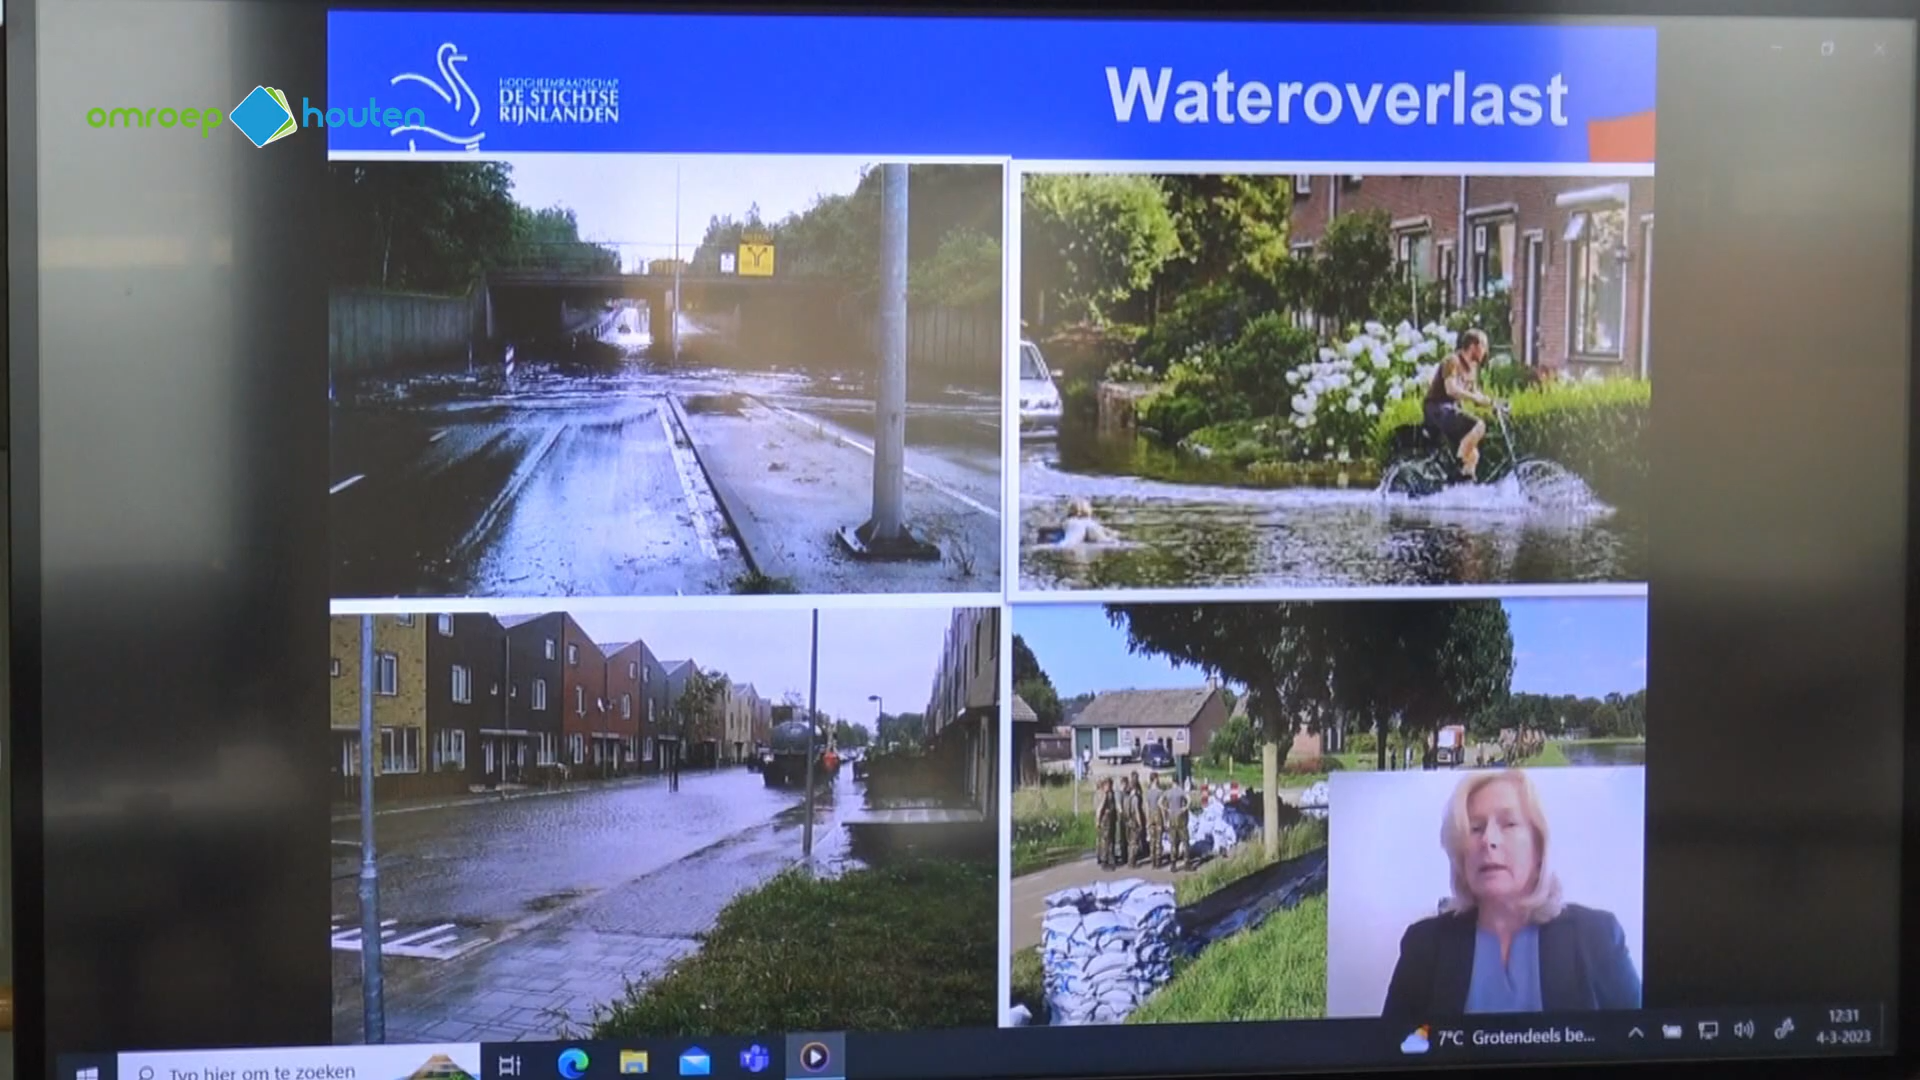 omroep houten
HOOGHEEMRAADSCHAP
DE STICHTSE
RIJNLANDEN
Wateroverlast
7°C Grotendeels be...
12:31
4-3-2023
Typ hier om te zoeken